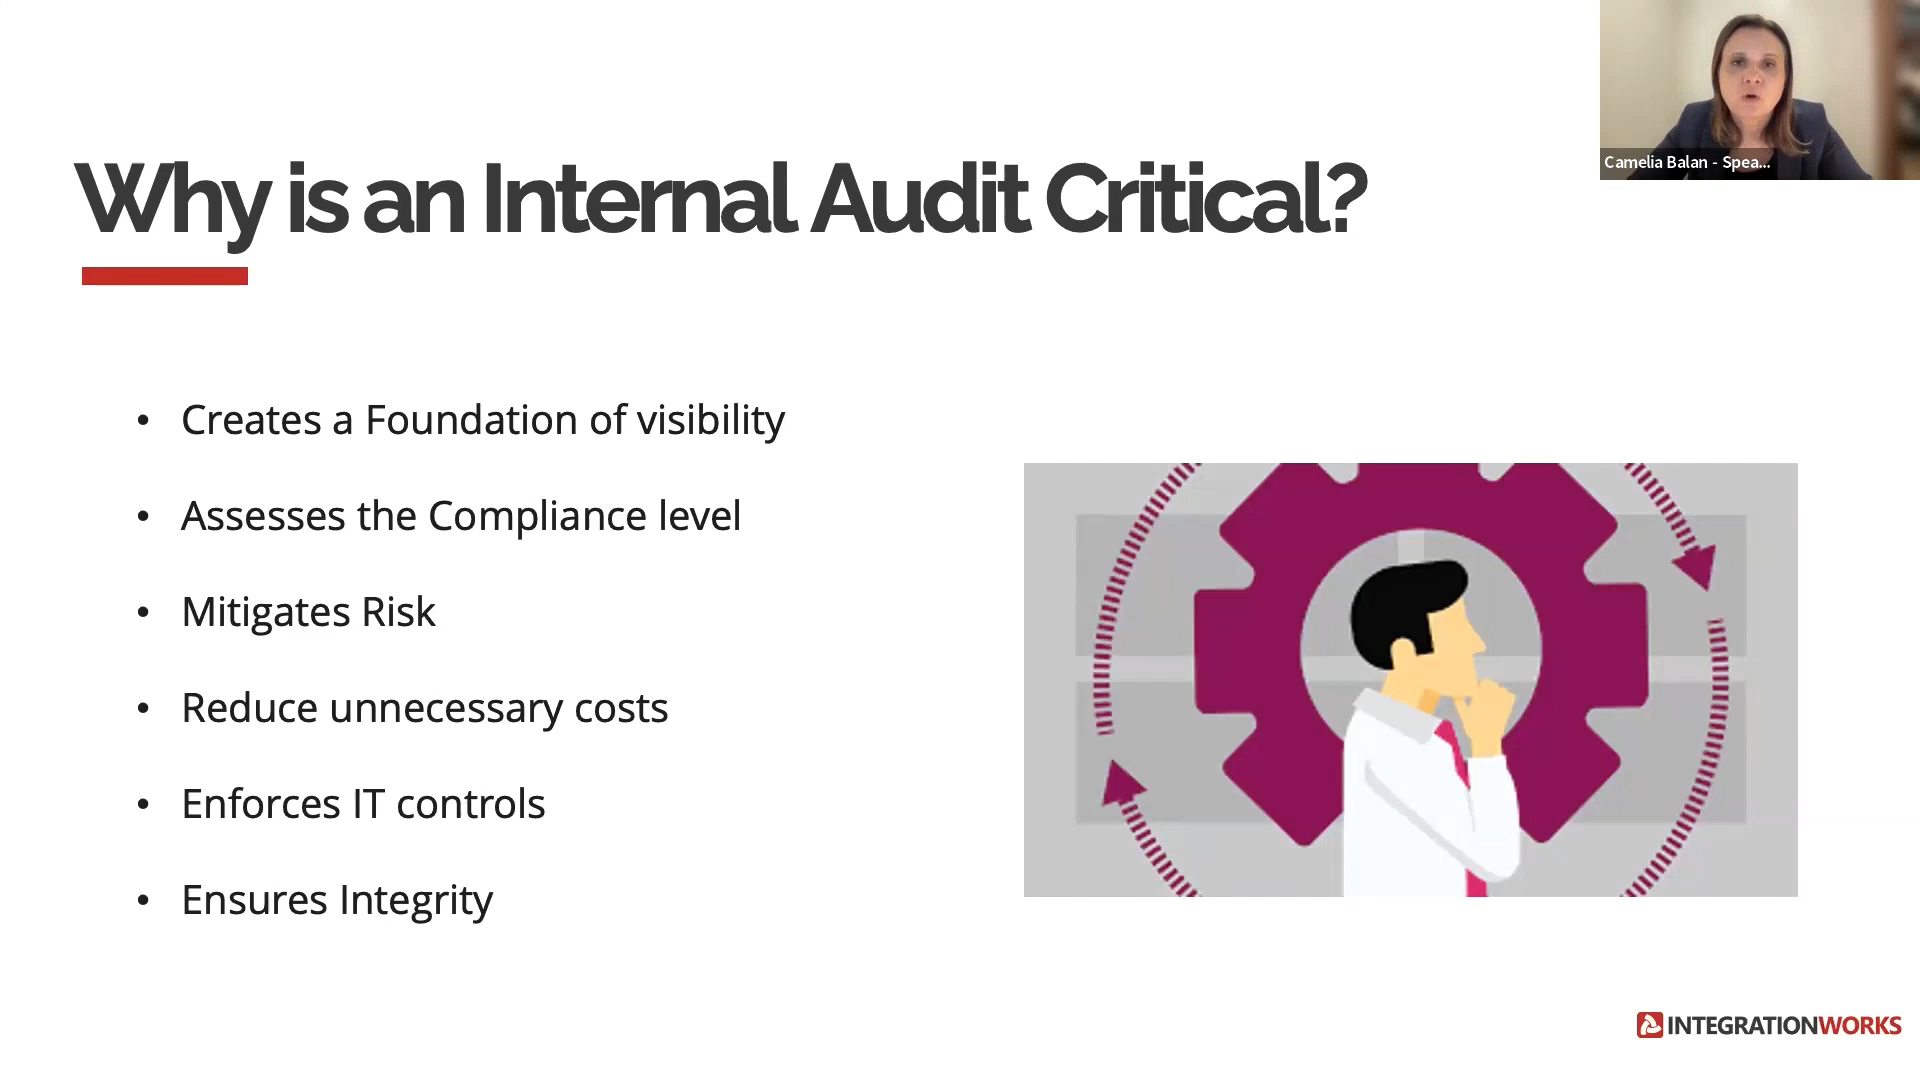 Camelia Balan - Spea...
Why is an Internal Audit Critical?
• Creates a Foundation of visibility
• Assesses the Compliance level
• Mitigates Risk
• Reduce unnecessary costs
• Enforces IT controls
• Ensures Integrity
INTEGRATIONWORKS